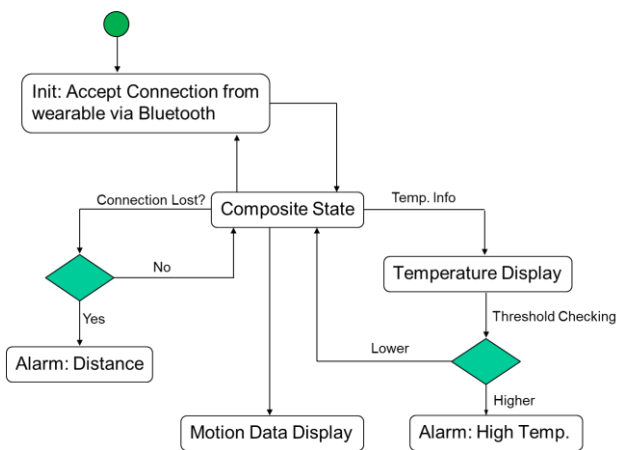 Init: Accept Connection from
wearable via Bluetooth
Connection Lost?
Composite State
Temp. Info
No
Temperature Display
Yes
Threshold Checking
Alarm: Distance
Lower
Higher
Motion Data Display
Alarm: High Temp.